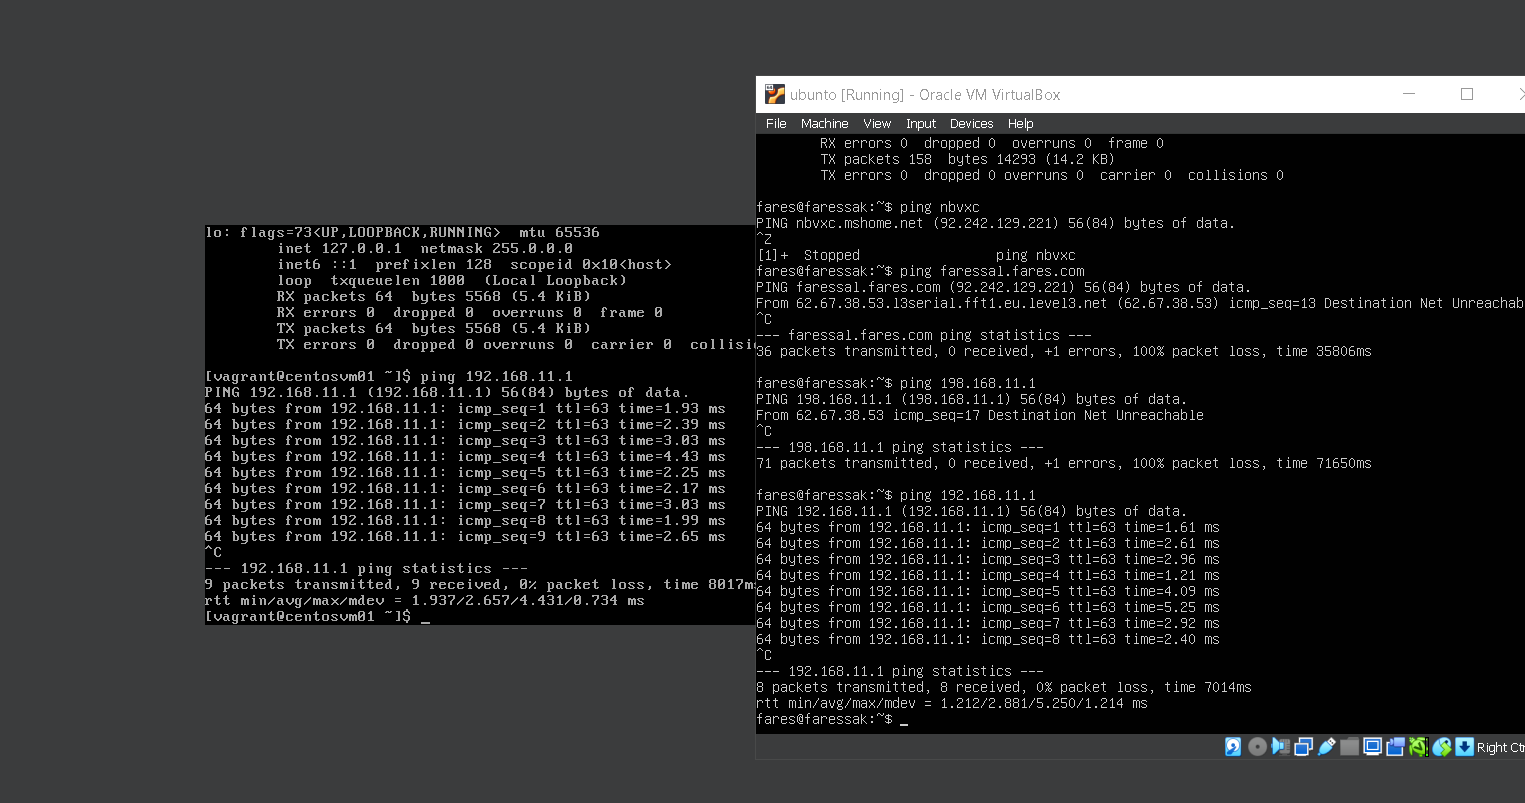 lo: flags=73<UP,LOOPBACK,RUNNING>  mtu 65536
        inet 127.0.0.1  netmask 255.0.0.0
        inet6 ::1  prefixlen 128  scopeid 0x10<host>
        loop  txqueuelen 1000  (Local Loopback)
        RX packets 64  bytes 5568 (5.4 KiB)
        RX errors 0  dropped 0  overruns 0  frame 0
        TX packets 64  bytes 5568 (5.4 KiB)
        TX errors 0  dropped 0 overruns 0  carrier 0  collisi
[vagrant@centosvm01 ~]$ ping 192.168.11.1
PING 192.168.11.1 (192.168.11.1) 56(84) bytes of data.
64 bytes from 192.168.11.1: icmp_seq=1 ttl=63 time=1.93 ms
64 bytes from 192.168.11.1: icmp_seq=2 ttl=63 time=2.39 ms
64 bytes from 192.168.11.1: icmp_seq=3 ttl=63 time=3.03 ms
64 bytes from 192.168.11.1: icmp_seq=4 ttl=63 time=4.43 ms
64 bytes from 192.168.11.1: icmp_seq=5 ttl=63 time=2.25 ms
64 bytes from 192.168.11.1: icmp_seq=6 ttl=63 time=2.17 ms
64 bytes from 192.168.11.1: icmp_seq=7 ttl=63 time=3.03 ms
64 bytes from 192.168.11.1: icmp_seq=8 ttl=63 time=1.99 ms
64 bytes from 192.168.11.1: icmp_seq=9 ttl=63 time=2.65 ms
^C
--- 192.168.11.1 ping statistics ---
9 packets transmitted, 9 received, 0% packet loss, time 8017ms
rtt min/avg/max/mdev = 1.937/2.657/4.431/0.734 ms
[vagrant@centosvm01 ~]$ _
ubunto [Running] - Oracle VM VirtualBox
File Machine View Input Devices Help
        RX errors 0  dropped 0  overruns 0  frame 0
        TX packets 158  bytes 14293 (14.2 KB)
        TX errors 0  dropped 0 overruns 0  carrier 0  collisions 0
fares@faressak:~$ ping nbvxc
PING nbvxc.mshome.net (92.242.129.221) 56(84) bytes of data.
^Z
[1]+  Stopped                 ping nbvxc
fares@faressak:~$ ping faressal.fares.com
PING faressal.fares.com (92.242.129.221) 56(84) bytes of data.
From 62.67.38.53.l3serial.fft1.eu.level3.net (62.67.38.53) icmp_seq=13 Destination Net Unreachab
^C
--- faressal.fares.com ping statistics ---
36 packets transmitted, 0 received, +1 errors, 100% packet loss, time 35806ms
fares@faressak:~$ ping 198.168.11.1
PING 198.168.11.1 (198.168.11.1) 56(84) bytes of data.
From 62.67.38.53 icmp_seq=17 Destination Net Unreachable
^C
--- 198.168.11.1 ping statistics ---
71 packets transmitted, 0 received, +1 errors, 100% packet loss, time 71650ms
fares@faressak:~$ ping 192.168.11.1
PING 192.168.11.1 (192.168.11.1) 56(84) bytes of data.
64 bytes from 192.168.11.1: icmp_seq=1 ttl=63 time=1.61 ms
64 bytes from 192.168.11.1: icmp_seq=2 ttl=63 time=2.61 ms
64 bytes from 192.168.11.1: icmp_seq=3 ttl=63 time=2.96 ms
64 bytes from 192.168.11.1: icmp_seq=4 ttl=63 time=1.21 ms
64 bytes from 192.168.11.1: icmp_seq=5 ttl=63 time=4.09 ms
64 bytes from 192.168.11.1: icmp_seq=6 ttl=63 time=5.25 ms
64 bytes from 192.168.11.1: icmp_seq=7 ttl=63 time=2.92 ms
64 bytes from 192.168.11.1: icmp_seq=8 ttl=63 time=2.40 ms
^C
--- 192.168.11.1 ping statistics ---
8 packets transmitted, 8 received, 0% packet loss, time 7014ms
rtt min/avg/max/mdev = 1.212/2.881/5.250/1.214 ms
fares@faressak:~$ _
Right Ctr